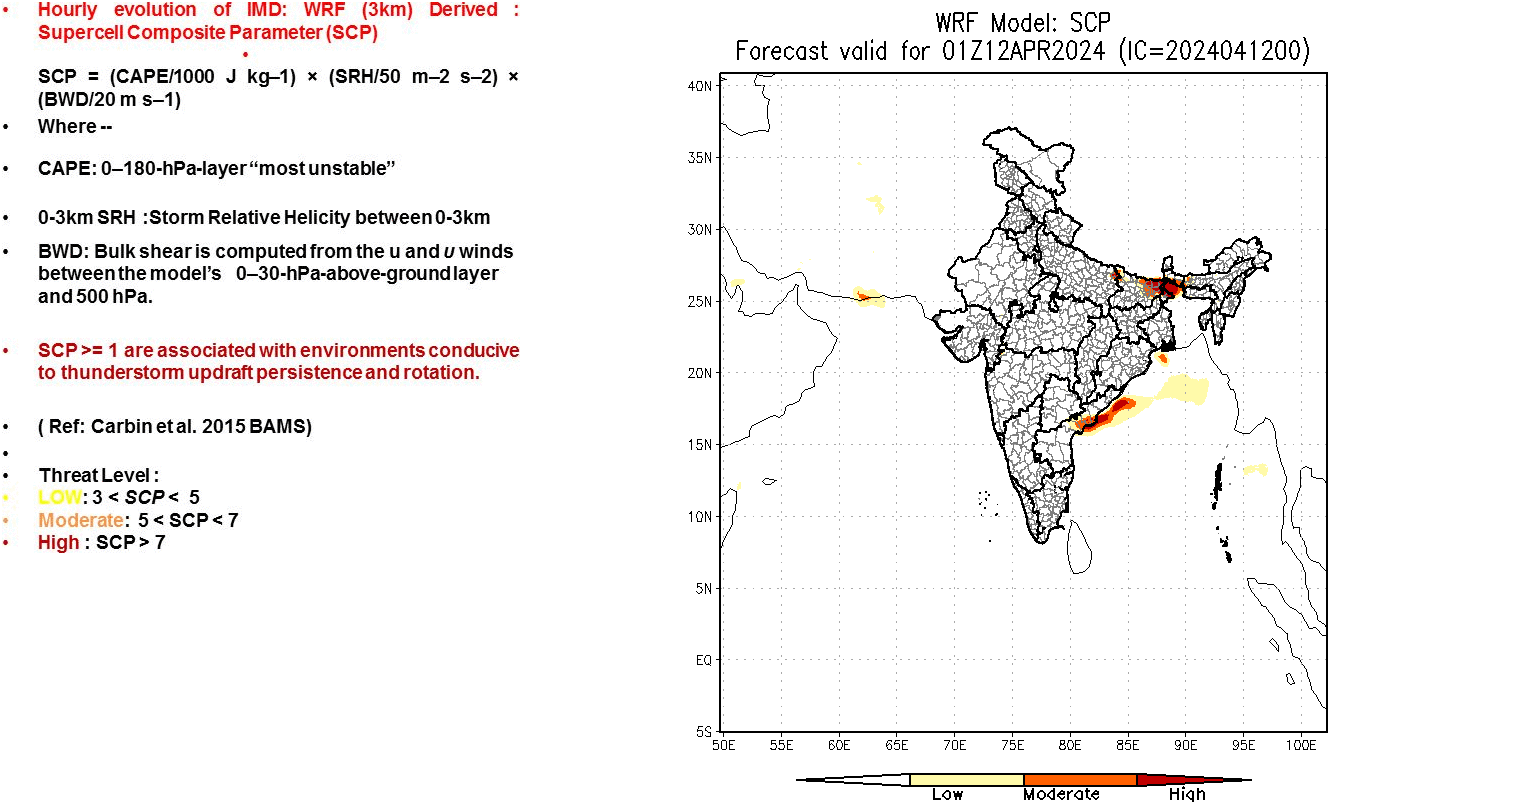 • Hourly evolution of IMD: WRF (3km) Derived :
Supercell Composite Parameter (SCP)
•
SCP = (CAPE/1000 J kg–1) × (SRH/50 m–2 s–2) ×
(BWD/20 m s–1)
• Where --
• CAPE: 0–180-hPa-layer “most unstable”
• 0-3km SRH :Storm Relative Helicity between 0-3km
• BWD: Bulk shear is computed from the u and υ winds
between the model’s 0–30-hPa-above-ground layer
and 500 hPa.
• SCP >= 1 are associated with environments conducive
to thunderstorm updraft persistence and rotation.
• ( Ref: Carbin et al. 2015 BAMS)
•
• Threat Level :
• LOW: 3 < SCP < 5
• Moderate: 5 < SCP < 7
• High : SCP > 7
WRF Model: SCP
Forecast valid for 01Z12APR2024 (IC=2024041200)
40N
35N
30N
25N
20N
15N
10N
5N
EQ
5S
50E 55E 60E 65E 70E 75E 80E 85E 90E 95E 100E
Low Moderate High